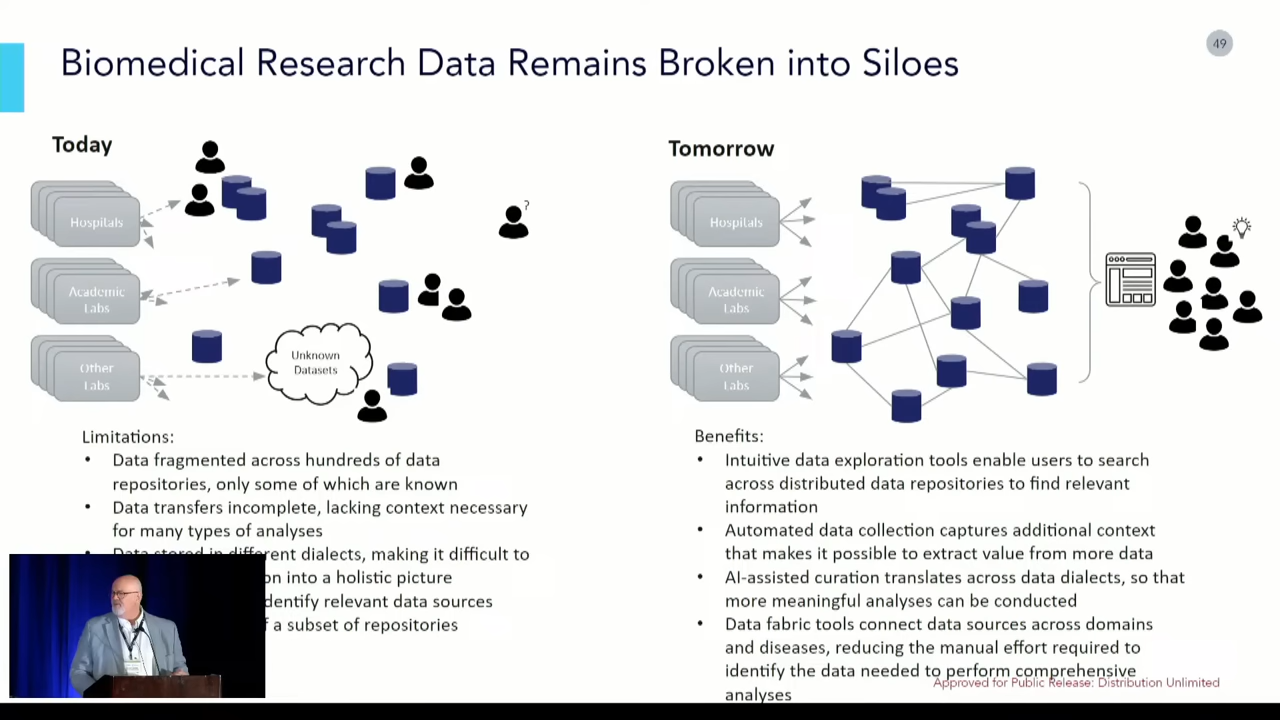 Biomedical Research Data Remains Broken into Siloes
49
Today
Hospitals
Academic
Labs
Other
Labs
Unknown
Datasets
?
Limitations:
• Data fragmented across hundreds of data
repositories, only some of which are known
• Data transfers incomplete, lacking context necessary
for many types of analyses
• Data stored in different dialects, making it difficult to
into a holistic picture
identify relevant data sources
of a subset of repositories
Tomorrow
Hospitals
Academic
Labs
Other
Labs
Benefits:
• Intuitive data exploration tools enable users to search
across distributed data repositories to find relevant
information
• Automated data collection captures additional context
that makes it possible to extract value from more data
• AI-assisted curation translates across data dialects, so that
more meaningful analyses can be conducted
• Data fabric tools connect data sources across domains
and diseases, reducing the manual effort required to
identify the data needed to perform comprehensive
analyses
Approved for Public Release: Distribution Unlimited